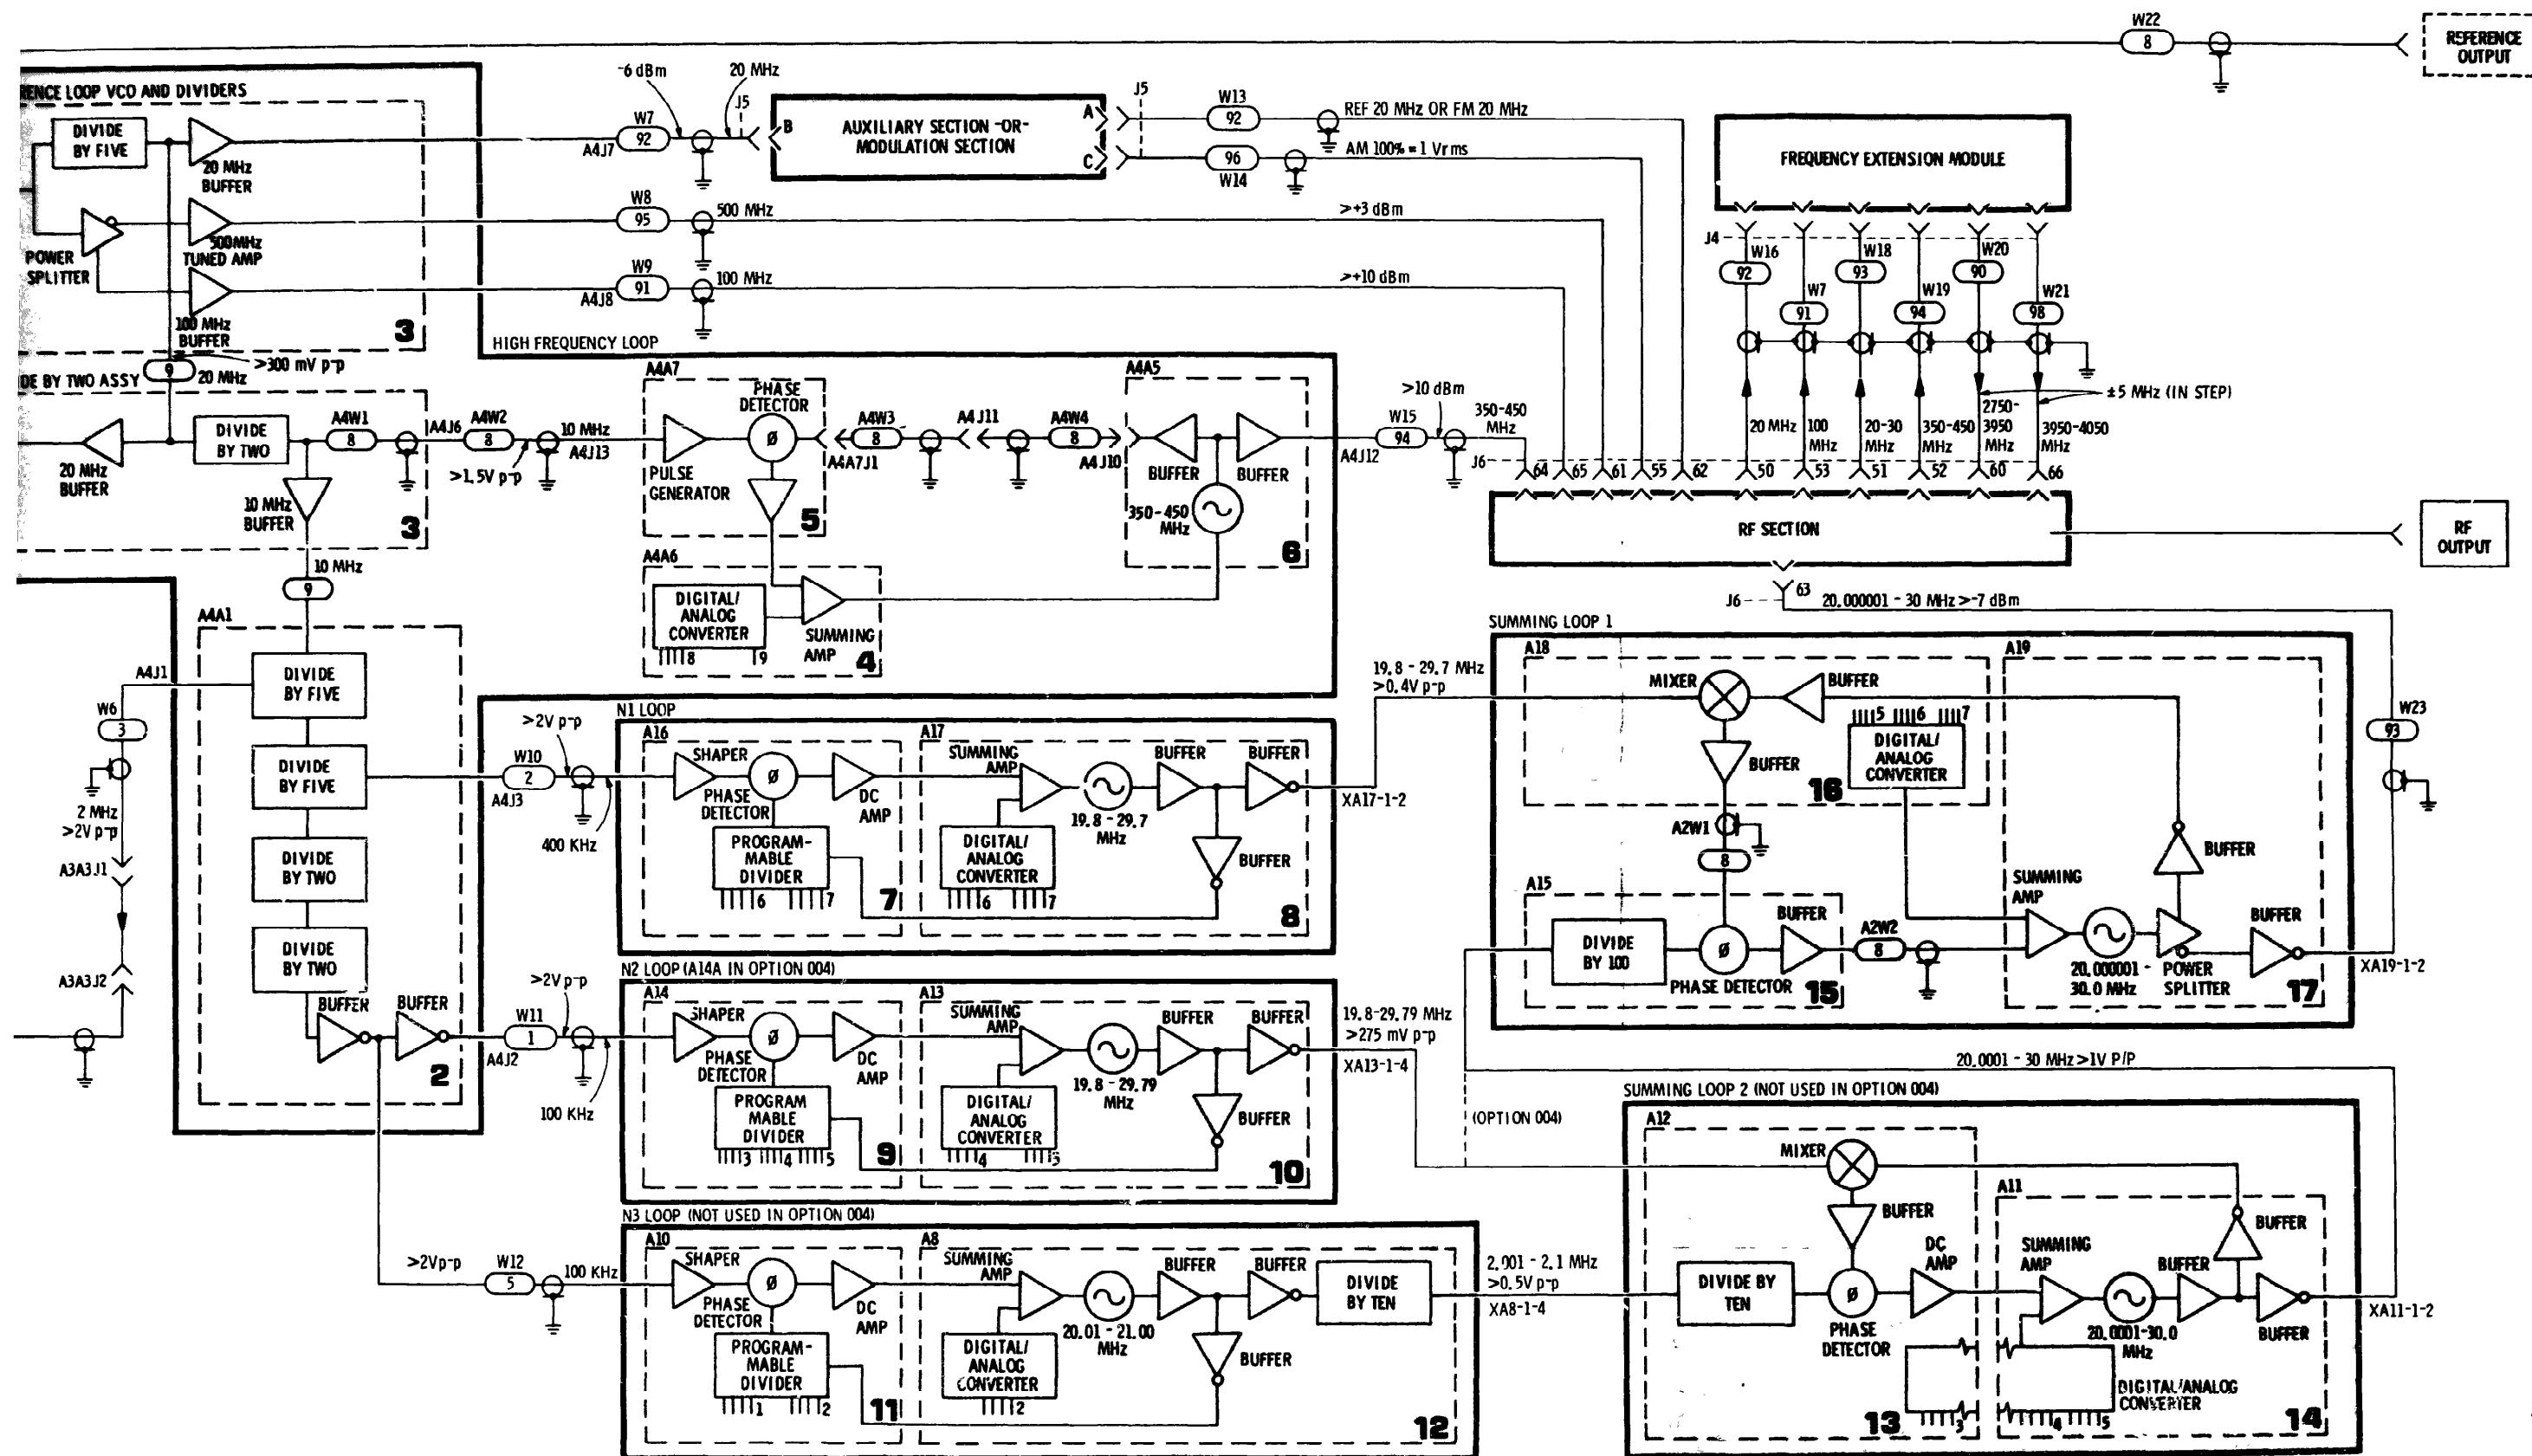 W22
8
REFERENCE
OUTPUT
RENCE LOOP VCO AND DIVIDERS
DIVIDE
BY FIVE
20 MHz
BUFFER
POWER
SPLITTER
500MHz
TUNED AMP
100 MHz
BUFFER
3
-6 dBm
20 MHz
W7
92
A4J7
J5
B
AUXILIARY SECTION -OR-
MODULATION SECTION
A
C
J5
W13
92
REF 20 MHz OR FM 20 MHz
96
W14
AM 100% = 1 Vrms
W8
95
500 MHz
>+3 dBm
W9
91
A4J8
100 MHz
>+10 dBm
FREQUENCY EXTENSION MODULE
J4
W16
92
W7
91
W18
93
W19
94
W20
90
W21
98
±5 MHz (IN STEP)
20 MHz
100
MHz
20-30
MHz
350-450
MHz
2750-
3950
MHz
3950-4050
MHz
J6
64
65
61
55
62
50
53
51
52
60
66
RF SECTION
RF
OUTPUT
63
J6
20.000001 - 30 MHz >-7 dBm
9
>300 mV p-p
20 MHz
DE BY TWO ASSY
20 MHz
BUFFER
DIVIDE
BY TWO
10 MHz
BUFFER
3
A4W1
8
A4J6
A4W2
8
>1.5V p-p
10 MHz
A4J13
HIGH FREQUENCY LOOP
A4A7
PHASE
DETECTOR
Ø
PULSE
GENERATOR
5
A4A7J1
A4W3
8
A4J11
A4W4
8
A4J10
A4A5
BUFFER
BUFFER
350-450
MHz
6
A4J12
W15
94
>10 dBm
350-450
MHz
A4A6
DIGITAL/
ANALOG
CONVERTER
8
9
SUMMING
AMP
4
10 MHz
9
A4A1
DIVIDE
BY FIVE
DIVIDE
BY FIVE
DIVIDE
BY TWO
DIVIDE
BY TWO
BUFFER
BUFFER
2
A4J1
W6
3
2 MHz
>2V p-p
A3A3J1
A3A3J2
>2V p-p
W10
2
A4J3
400 KHz
N1 LOOP
A16
SHAPER
Ø
PHASE
DETECTOR
DC
AMP
PROGRAM-
MABLE
DIVIDER
6
7
7
A17
SUMMING
AMP
19.8 - 29.7
MHz
BUFFER
BUFFER
DIGITAL/
ANALOG
CONVERTER
6
7
BUFFER
8
XA17-1-2
19.8 - 29.7 MHz
>0.4V p-p
SUMMING LOOP 1
A18
MIXER
BUFFER
BUFFER
5
6
7
DIGITAL/
ANALOG
CONVERTER
16
A2W1
8
A15
DIVIDE
BY 100
Ø
PHASE DETECTOR
BUFFER
15
A2W2
8
A19
BUFFER
SUMMING
AMP
20.000001 -
30.0 MHz
POWER
SPLITTER
BUFFER
17
W23
93
XA19-1-2
>2V p-p
W11
1
A4J2
100 KHz
N2 LOOP (A14A IN OPTION 004)
A14
SHAPER
Ø
PHASE
DETECTOR
DC
AMP
PROGRAM
MABLE
DIVIDER
3
4
5
9
A13
SUMMING
AMP
19.8 - 29.79
MHz
BUFFER
BUFFER
DIGITAL/
ANALOG
CONVERTER
4
BUFFER
10
19.8-29.79 MHz
>275 mV p-p
XA13-1-4
(OPTION 004)
20.0001 - 30 MHz >1V P/P
>2Vp-p
W12
5
100 KHz
N3 LOOP (NOT USED IN OPTION 004)
A10
SHAPER
Ø
PHASE
DETECTOR
DC
AMP
PROGRAM-
MABLE
DIVIDER
1
2
11
A8
SUMMING
AMP
20.01 - 21.00
MHz
BUFFER
DIVIDE
BY TEN
DIGITAL/
ANALOG
CONVERTER
2
BUFFER
12
2.001 - 2.1 MHz
>0.5V p-p
XA8-1-4
SUMMING LOOP 2 (NOT USED IN OPTION 004)
A12
MIXER
BUFFER
DIVIDE BY
TEN
Ø
PHASE
DETECTOR
DC
AMP
3
13
A11
SUMMING
AMP
20.0001-30.0
MHz
BUFFER
BUFFER
BUFFER
DIGITAL/ANALOG
CONVERTER
4
5
14
XA11-1-2